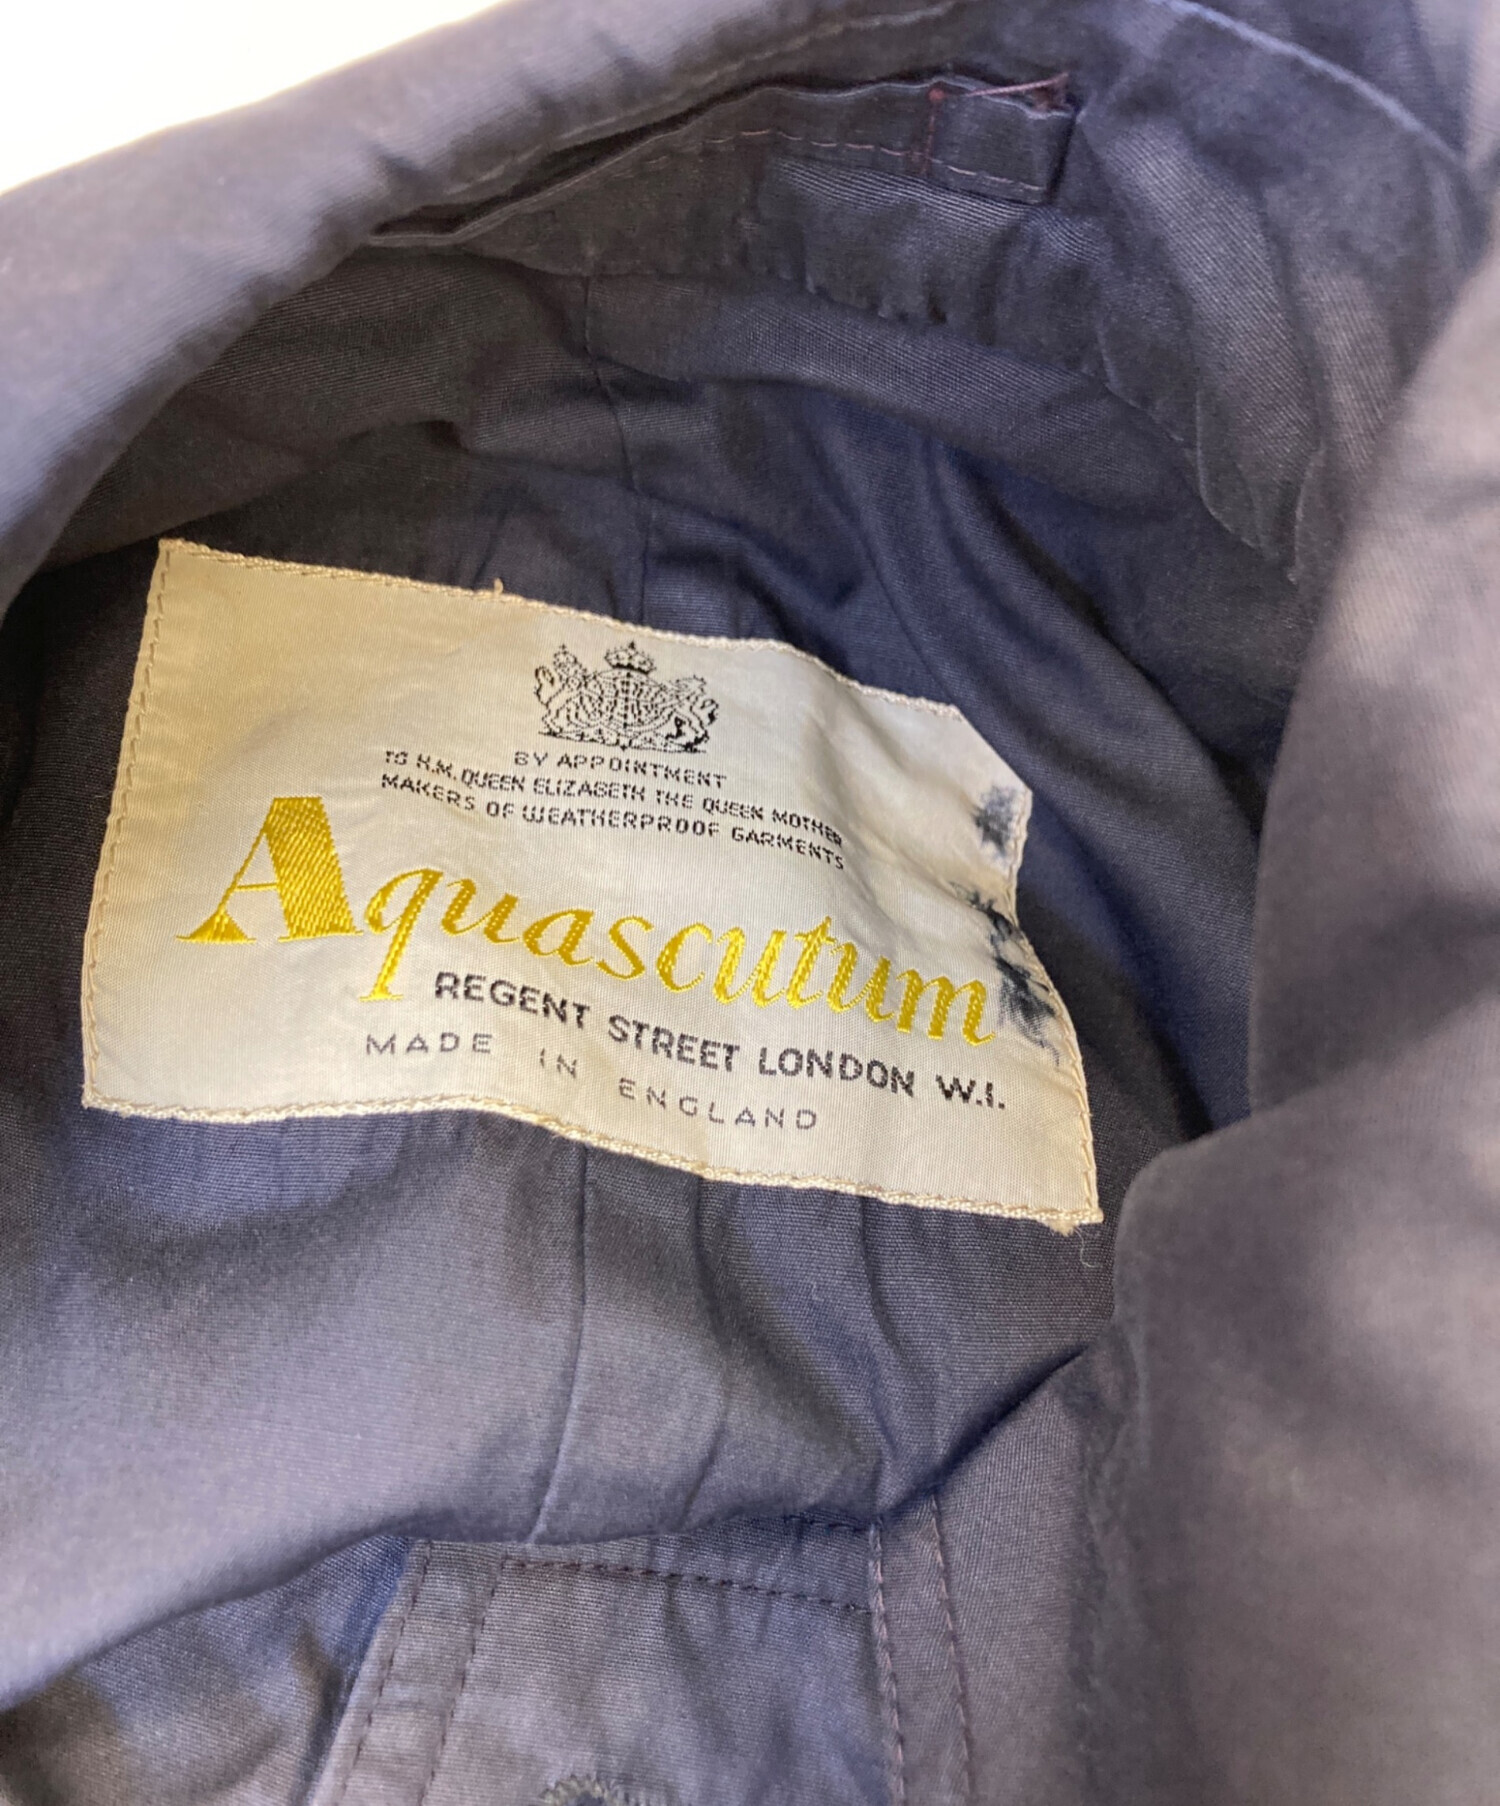 BY APPOINTMENT
TO H.M. QUEEN ELIZABETH THE QUEEN MOTHER
MAKERS OF WEATHERPROOF GARMENTS
Aquascutum
REGENT STREET LONDON W.I.
MADE IN ENGLAND